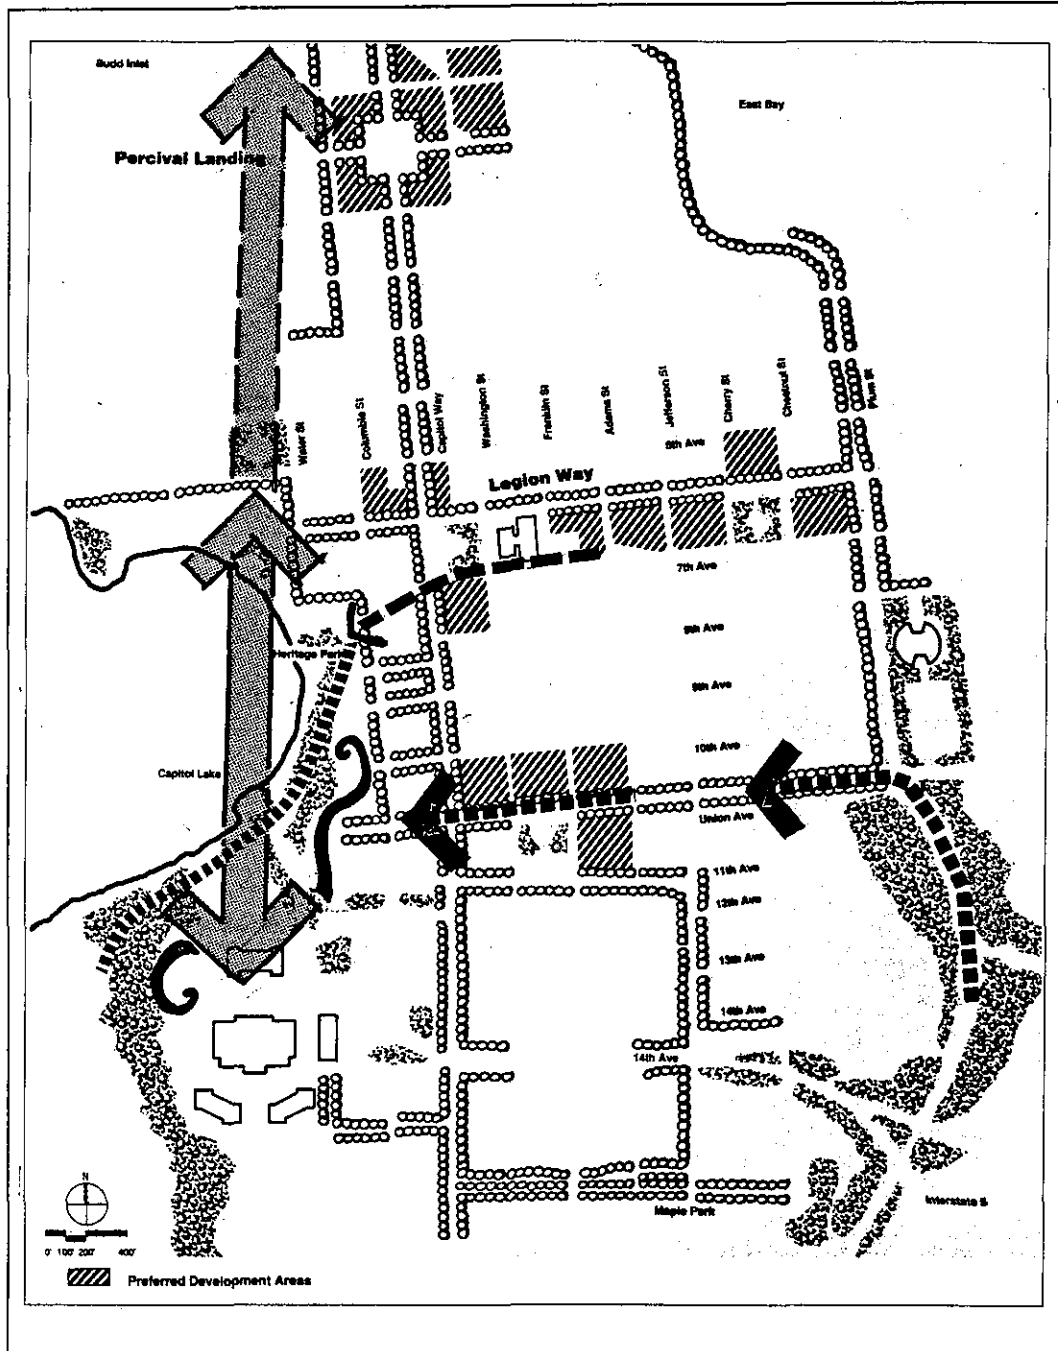 Budd Inlet
East Bay
Percival Landing
Water St
Columbia St
Capitol Way
Washington St
Franklin St
Adams St
Jefferson St
Cherry St
Chestnut St
Plum St
Legion Way
7th Ave
9th Ave
Heritage Park
10th Ave
Capitol Lake
Union Ave
11th Ave
12th Ave
13th Ave
14th Ave
14th Ave
N
Interstate 5
Maple Park
0' 100' 200' 400'
Preferred Development Areas